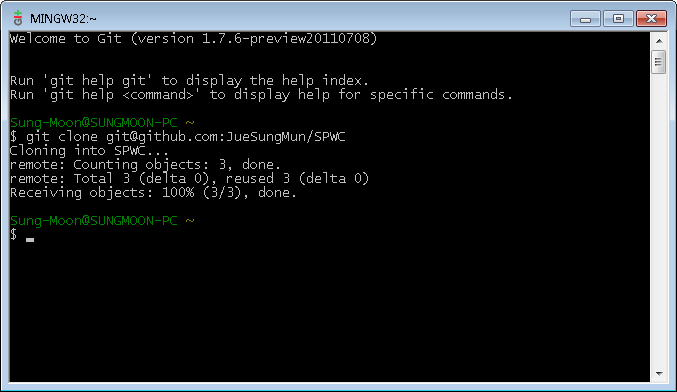 MINGW32:~
Welcome to Git (version 1.7.6-preview20110708)
Run 'git help git' to display the help index.
Run 'git help <command>' to display help for specific commands.
Sung-Moon@SUNGMOON-PC ~
$ git clone git@github.com:JueSungMun/SPWC
Cloning into SPWC...
remote: Counting objects: 3, done.
remote: Total 3 (delta 0), reused 3 (delta 0)
Receiving objects: 100% (3/3), done.
Sung-Moon@SUNGMOON-PC ~
$